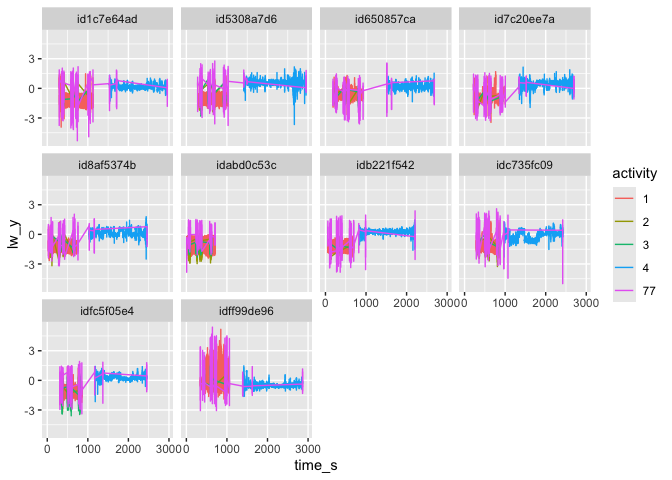 id1c7e64ad id5308a7d6 id650857ca id7c20ee7a
3
0
-3
id8af5374b idabd0c53c idb221f542 idc735fc09
3
0
-3
0 1000 2000 3000 0 1000 2000 3000
idfc5f05e4 idff99de96
3
0
-3
0 1000 2000 3000 0 1000 2000 3000
time_s
lw_y
activity
1
2
3
4
77